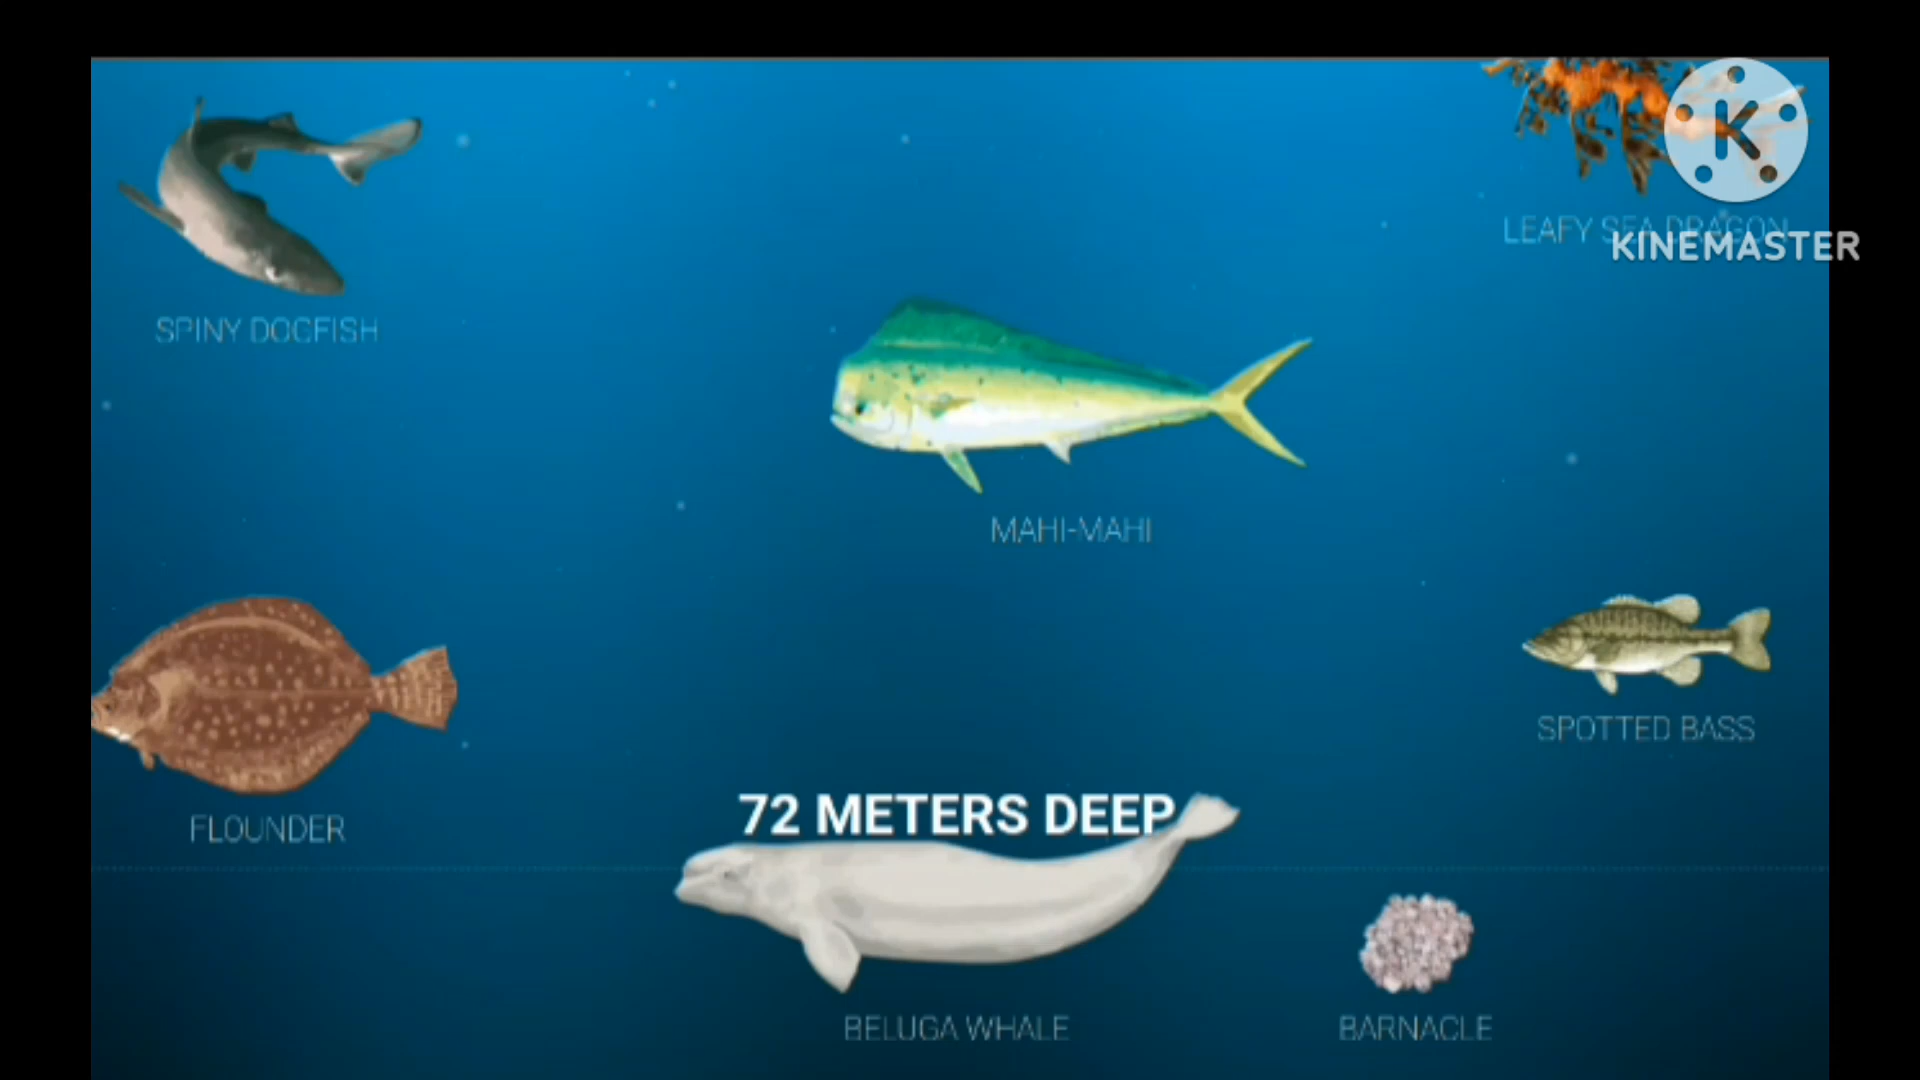 K
LEAFY SEA DRAGON
KINEMASTER
SPINY DOGFISH
MAHI-MAHI
SPOTTED BASS
72 METERS DEEP
FLOUNDER
BELUGA WHALE
BARNACLE